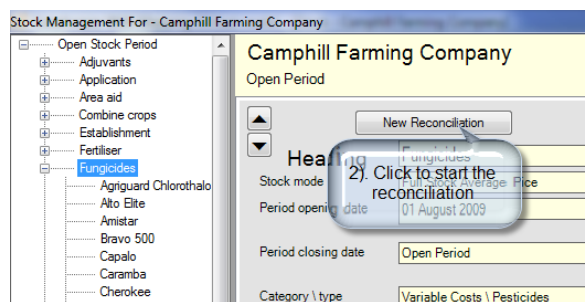 Stock Management For - Camphill Farming Company
Open Stock Period
Adjuvants
Application
Area aid
Combine crops
Establishment
Fertiliser
Fungicides
Agriguard Chlorothalo
Alto Elite
Amistar
Bravo 500
Capalo
Caramba
Cherokee
Camphill Farming Company
Open Period
New Reconciliation
Heading
Fungicides
2). Click to start the
reconciliation
Stock mode
Full Stock Average Pice
Period opening date
01 August 2009
Period closing date
Open Period
Category \ type
Variable Costs \ Pesticides